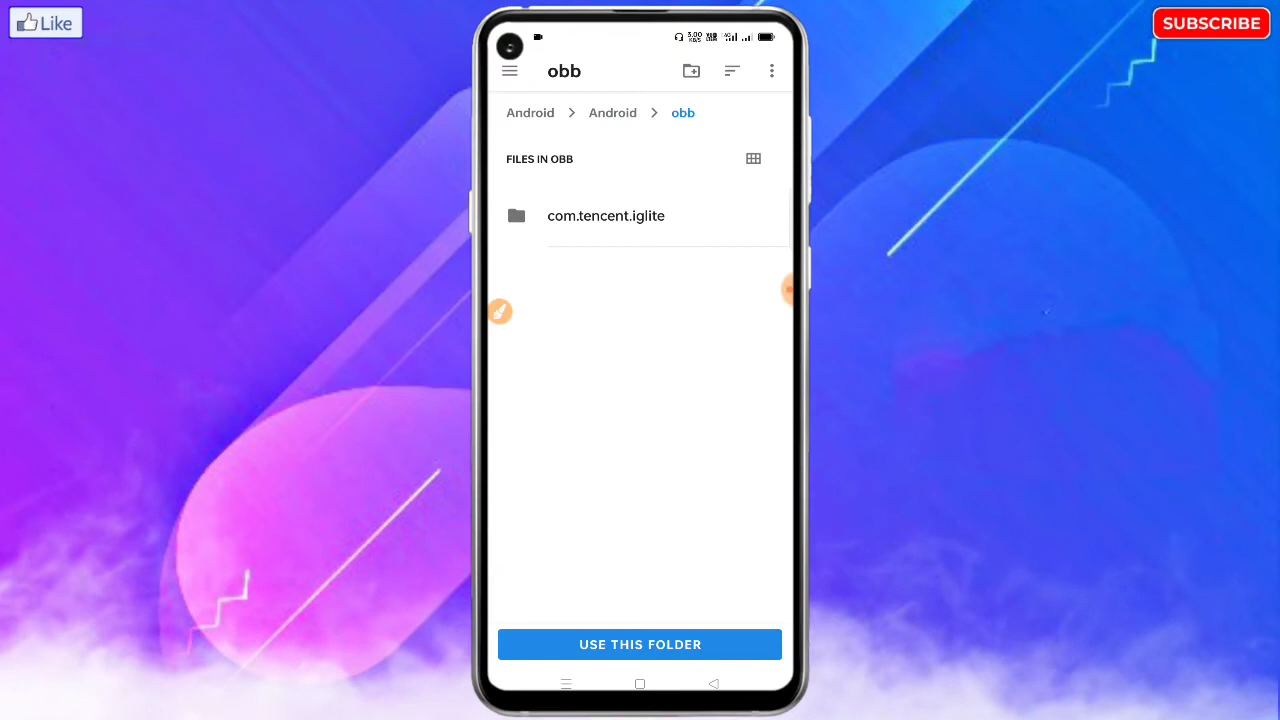 Like
SUBSCRIBE
obb
Android > Android > obb
FILES IN OBB
com.tencent.iglite
USE THIS FOLDER